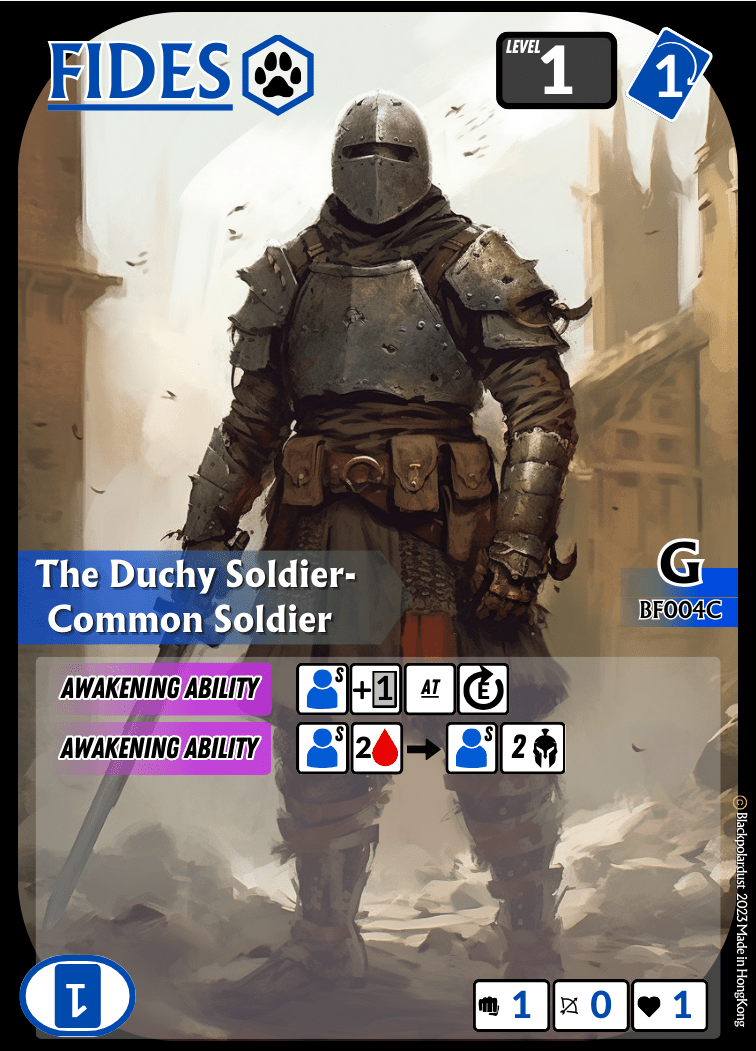 FIDES
LEVEL
1
1
The Duchy Soldier-
Common Soldier
G
BF004C
AWAKENING ABILITY
S +1 AT E
AWAKENING ABILITY
S 2 S 2
© Blackpolardust 2023 Made in HongKong
1
1 0 1